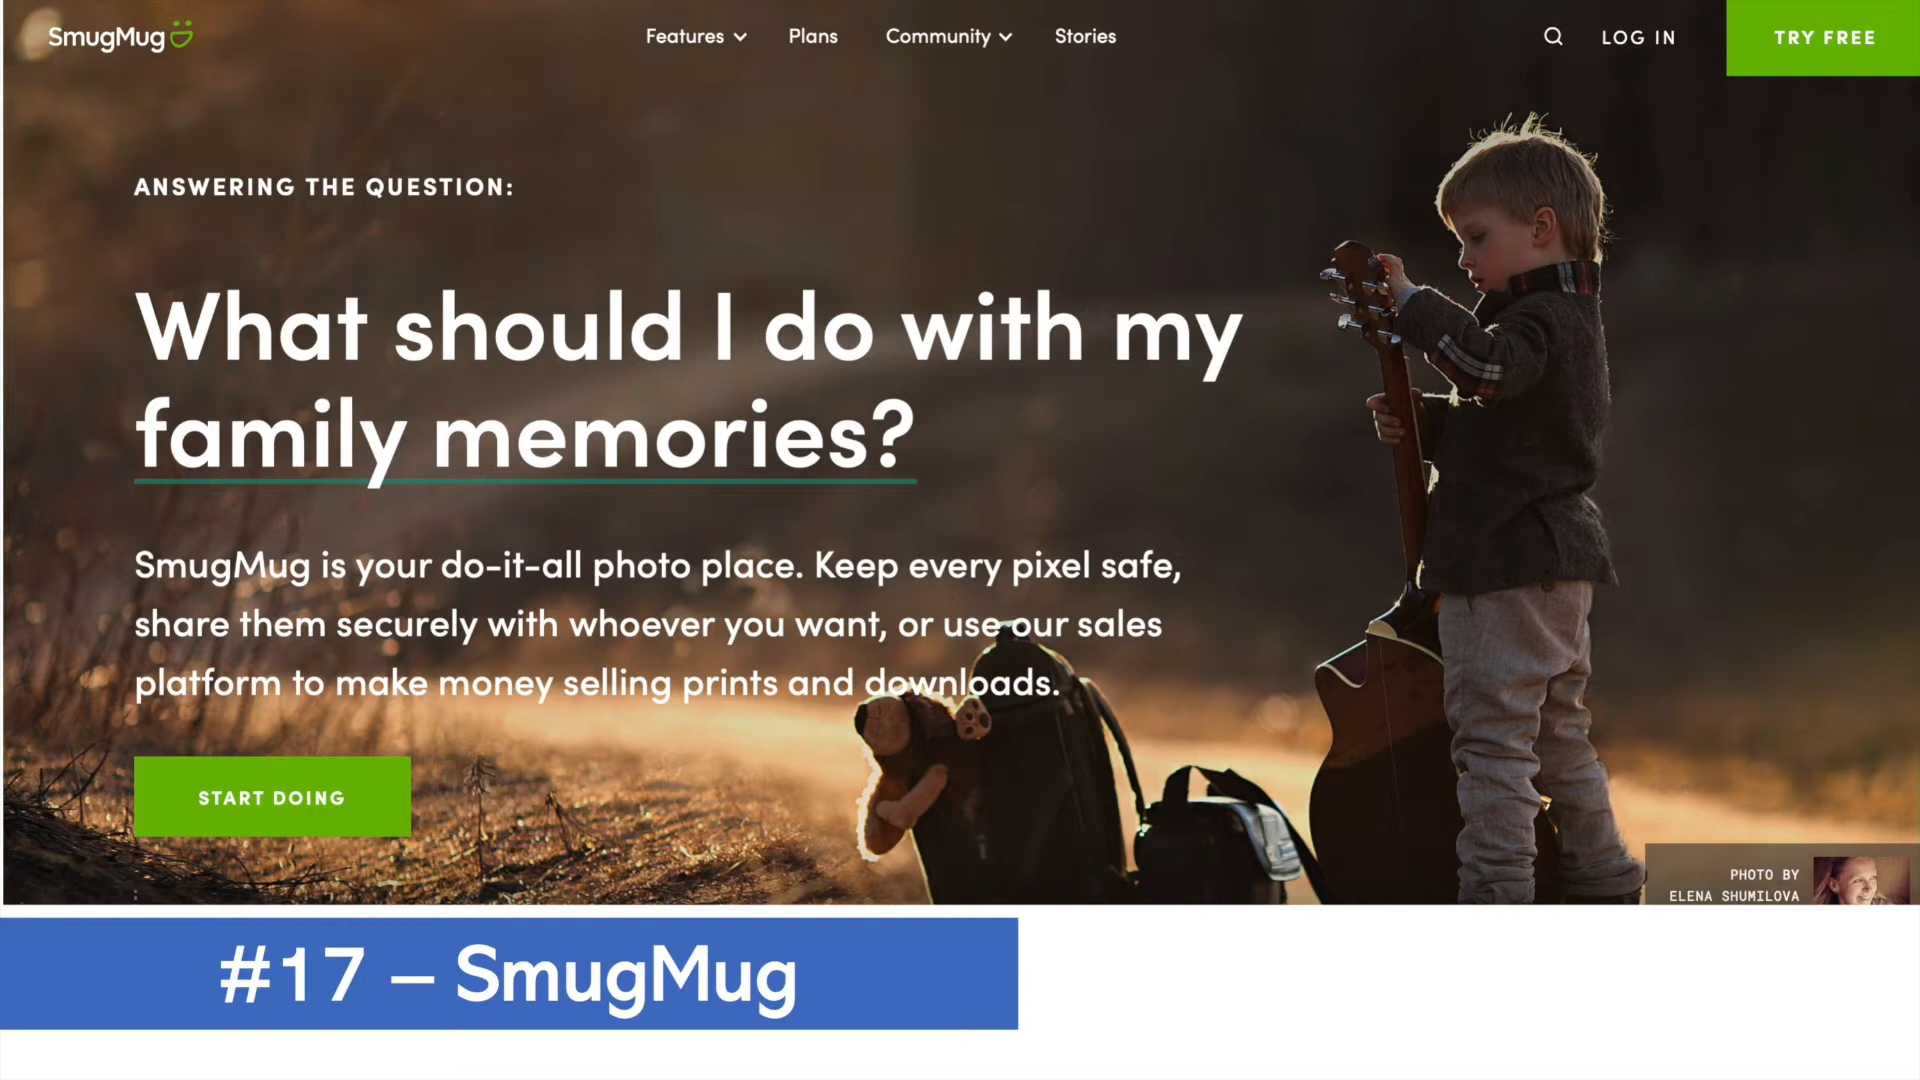 SmugMug
Features
Plans
Community
Stories
LOG IN
TRY FREE
ANSWERING THE QUESTION:
What should I do with my
family memories?
SmugMug is your do-it-all photo place. Keep every pixel safe,
share them securely with whoever you want, or use our sales
platform to make money selling prints and downloads.
START DOING
PHOTO BY
ELENA SHUMILOVA
#17 – SmugMug